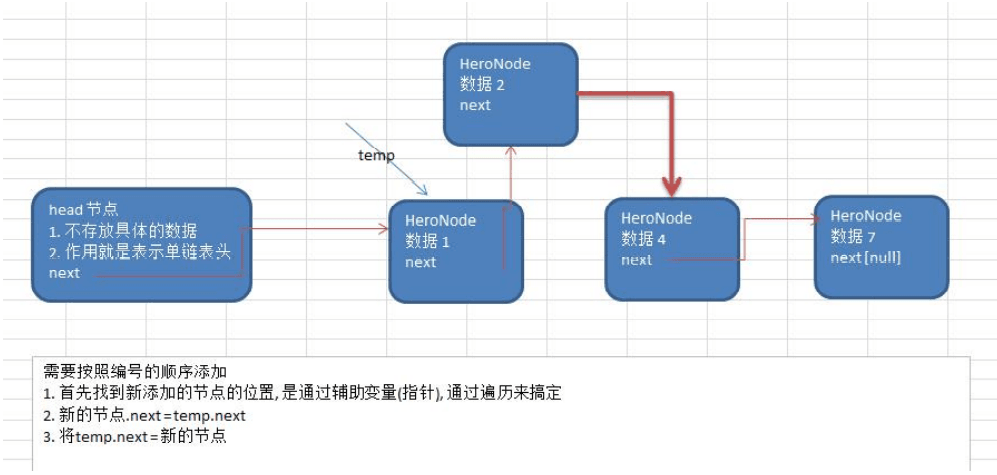 HeroNode
数据 2
next
temp
head 节点
1. 不存放具体的数据
2. 作用就是表示单链表头
next
HeroNode
数据 1
next
HeroNode
数据 4
next
HeroNode
数据 7
next [null]
需要按照编号的顺序添加
1. 首先找到新添加的节点的位置, 是通过辅助变量(指针), 通过遍历来搞定
2. 新的节点.next=temp.next
3. 将temp.next=新的节点